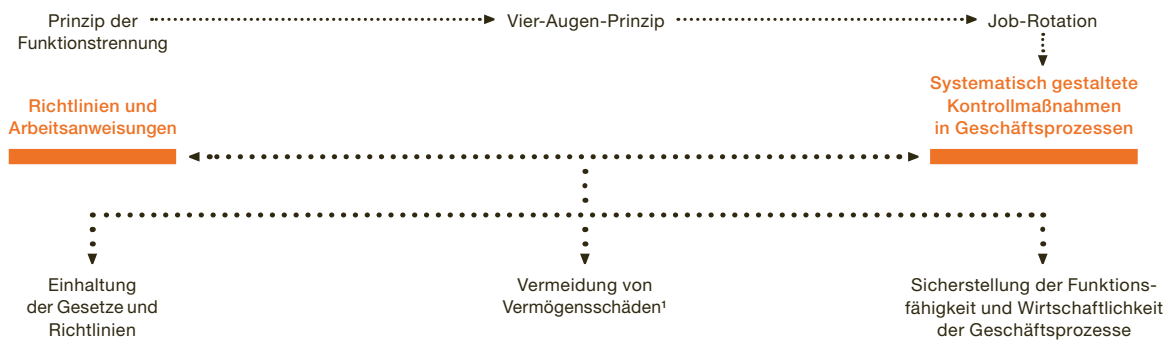 Prinzip der
Funktionstrennung
Vier-Augen-Prinzip
Job-Rotation
Richtlinien und
Arbeitsanweisungen
Systematisch gestaltete
Kontrollmaßnahmen
in Geschäftsprozessen
Einhaltung
der Gesetze und
Richtlinien
Vermeidung von
Vermögensschäden¹
Sicherstellung der Funktions-
fähigkeit und Wirtschaftlichkeit
der Geschäftsprozesse